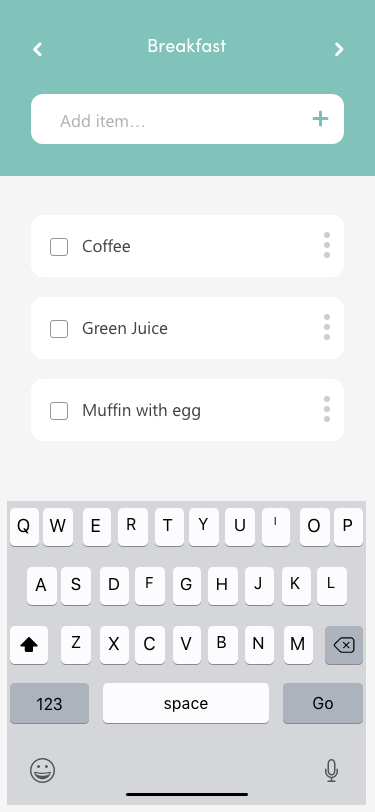 Breakfast
Add item...
Coffee
Green Juice
Muffin with egg
Q W E R T Y U I O P
A S D F G H J K L
Z X C V B N M
123 space Go